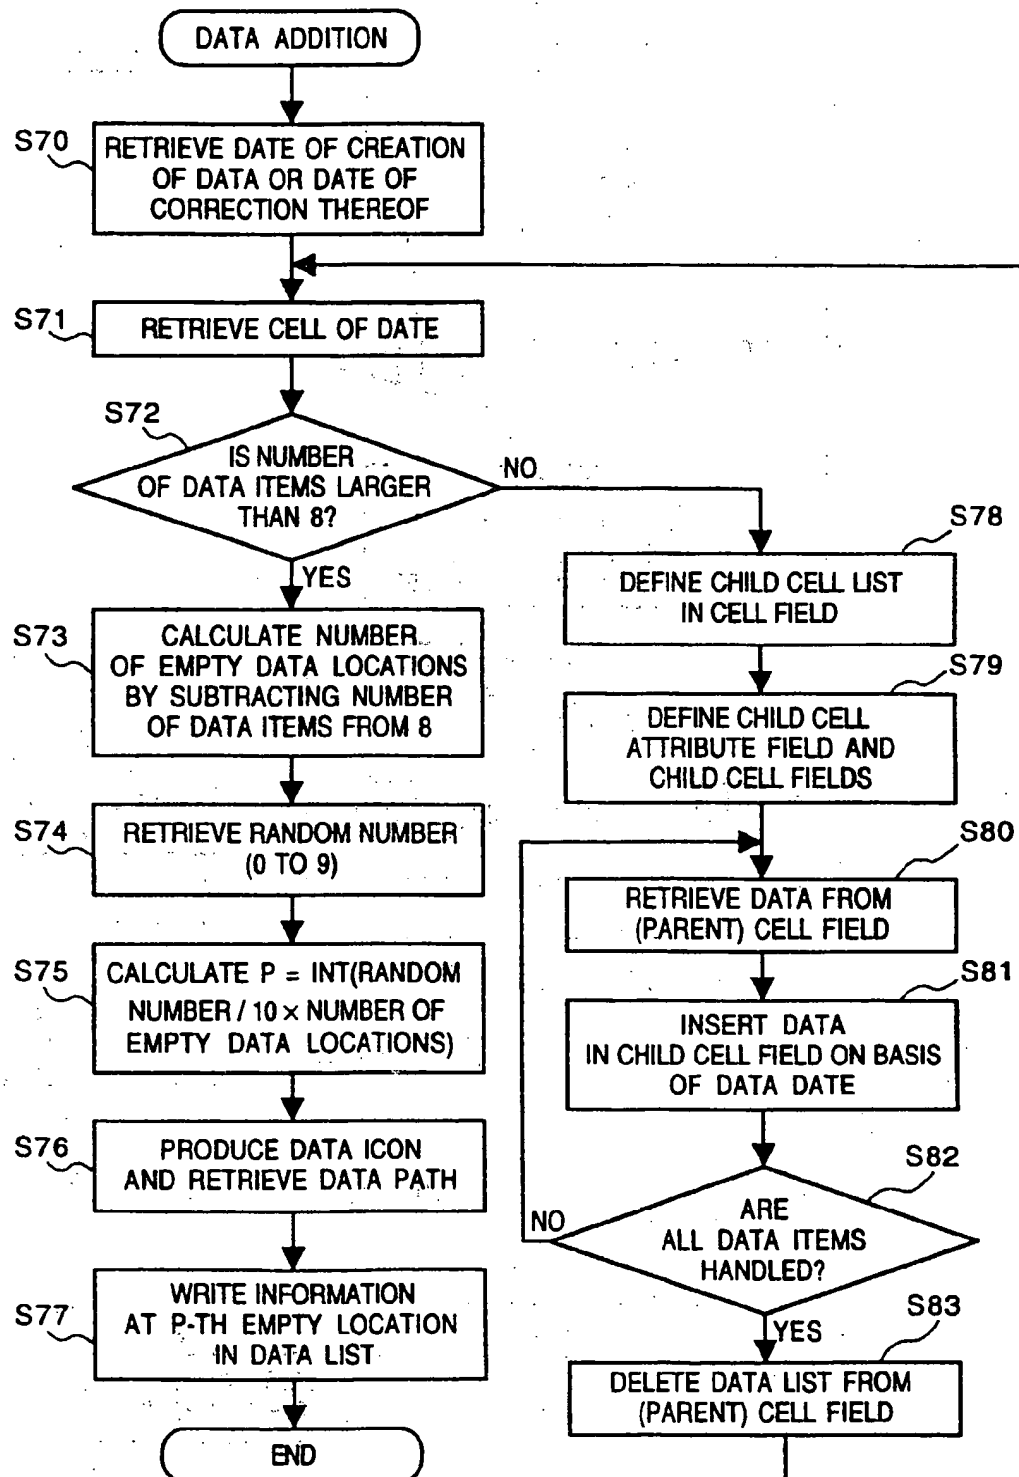 DATA ADDITION
S70
RETRIEVE DATE OF CREATION
OF DATA OR DATE OF
CORRECTION THEREOF
S71
RETRIEVE CELL OF DATE
S72
IS NUMBER
OF DATA ITEMS LARGER
THAN 8?
NO
YES
S73
CALCULATE NUMBER
OF EMPTY DATA LOCATIONS
BY SUBTRACTING NUMBER
OF DATA ITEMS FROM 8
S74
RETRIEVE RANDOM NUMBER
(0 TO 9)
S75
CALCULATE P = INT(RANDOM
NUMBER / 10 × NUMBER OF
EMPTY DATA LOCATIONS)
S76
PRODUCE DATA ICON
AND RETRIEVE DATA PATH
S77
WRITE INFORMATION
AT P-TH EMPTY LOCATION
IN DATA LIST
END
S78
DEFINE CHILD CELL LIST
IN CELL FIELD
S79
DEFINE CHILD CELL
ATTRIBUTE FIELD AND
CHILD CELL FIELDS
S80
RETRIEVE DATA FROM
(PARENT) CELL FIELD
S81
INSERT DATA
IN CHILD CELL FIELD ON BASIS
OF DATA DATE
S82
ARE
ALL DATA ITEMS
HANDLED?
NO
YES
S83
DELETE DATA LIST FROM
(PARENT) CELL FIELD